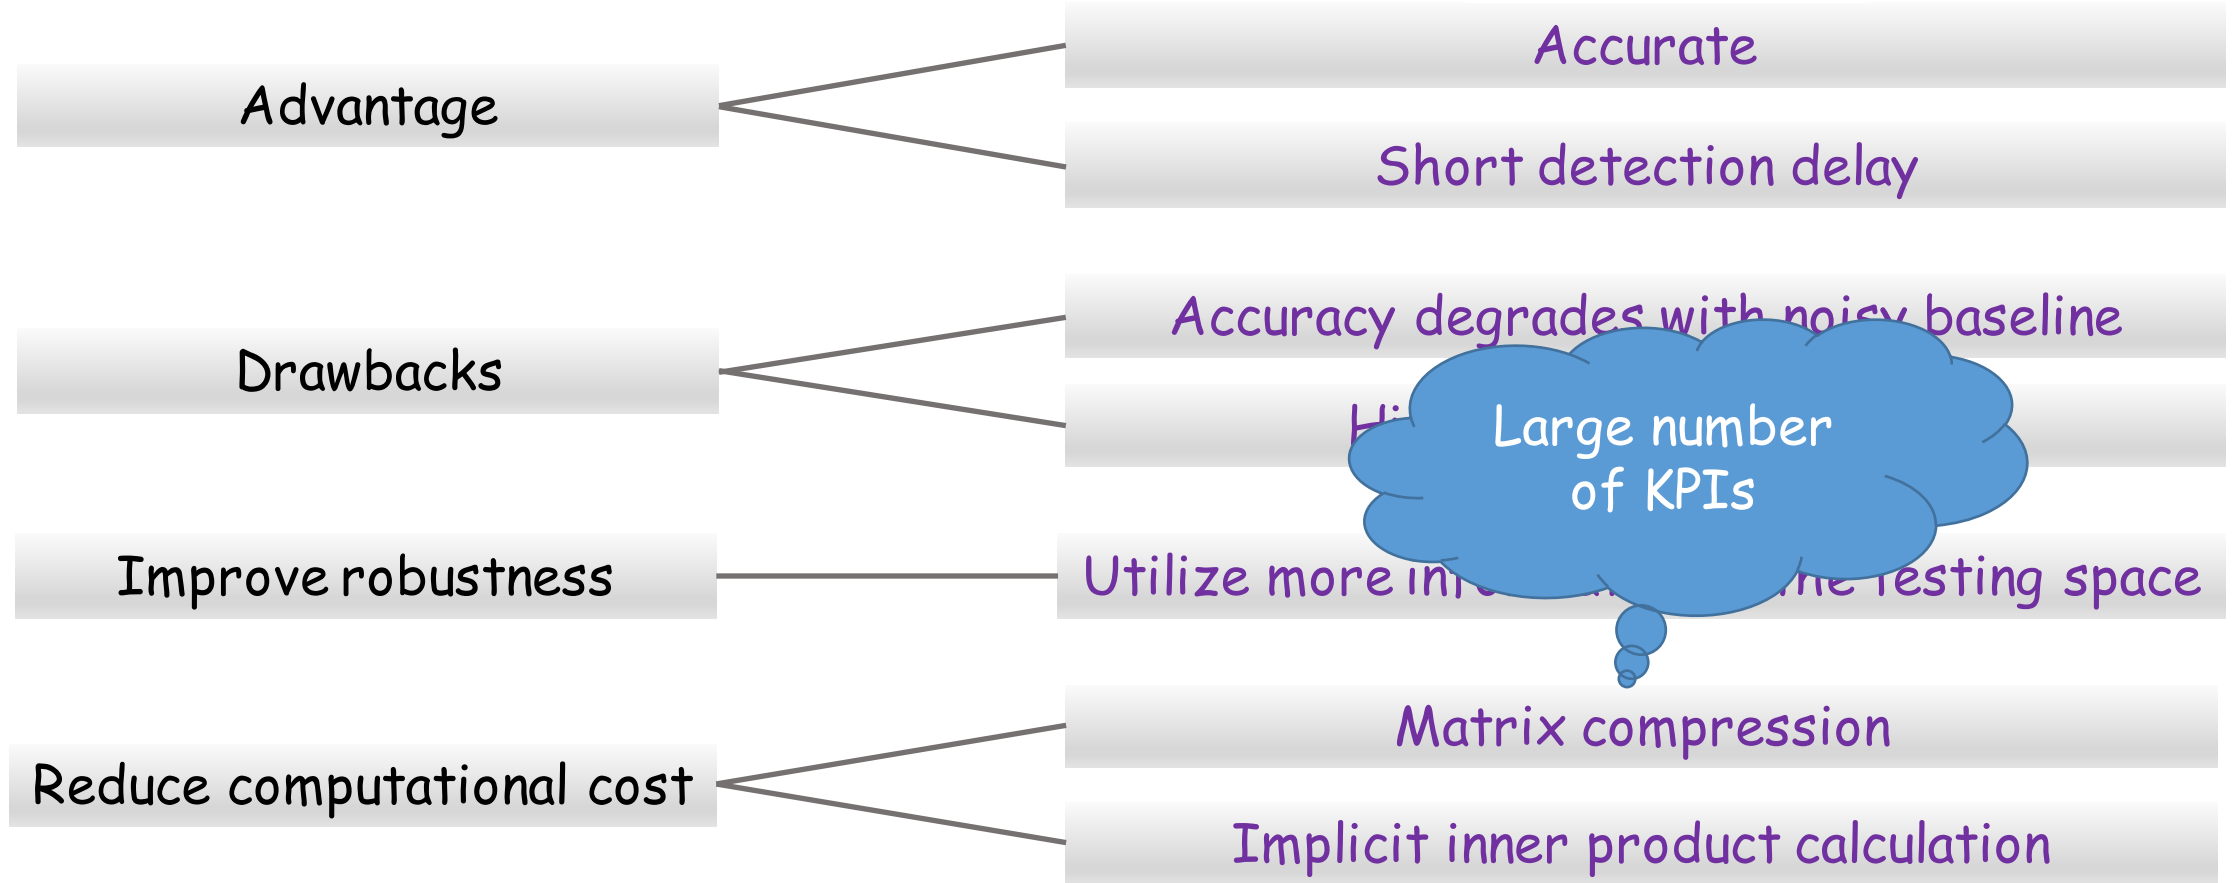 Advantage
Accurate
Short detection delay
Drawbacks
Accuracy degrades with noisy baseline
Large number
of KPIs
Improve robustness
Utilize more testing space
Reduce computational cost
Matrix compression
Implicit inner product calculation